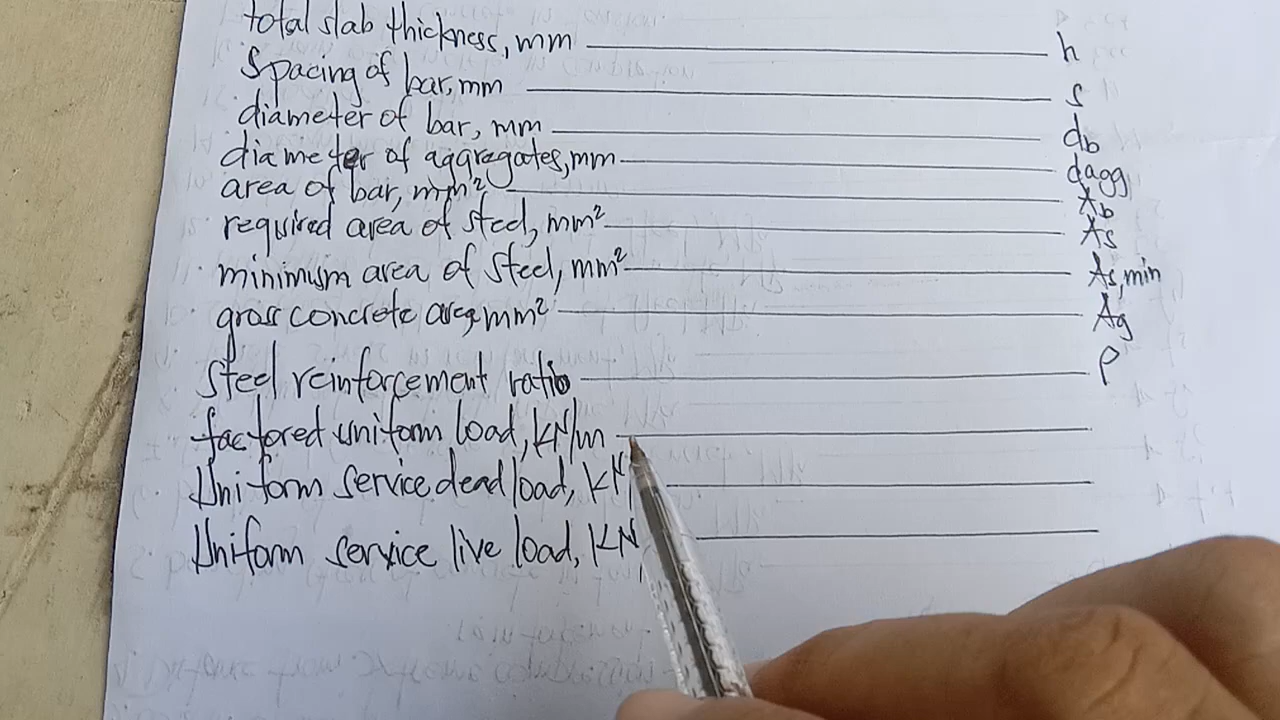 total slab thickness, mm h
spacing of bar, mm s
diameter of bar, mm db
diameter of aggregates, mm dagg
area of bar, mm² Ab
required area of steel, mm² As
minimum area of steel, mm² As,min
gross concrete area, mm² Ag
steel reinforcement ratio ρ
factored uniform load, kN/m
Uniform service dead load, kN
Uniform service live load, kN